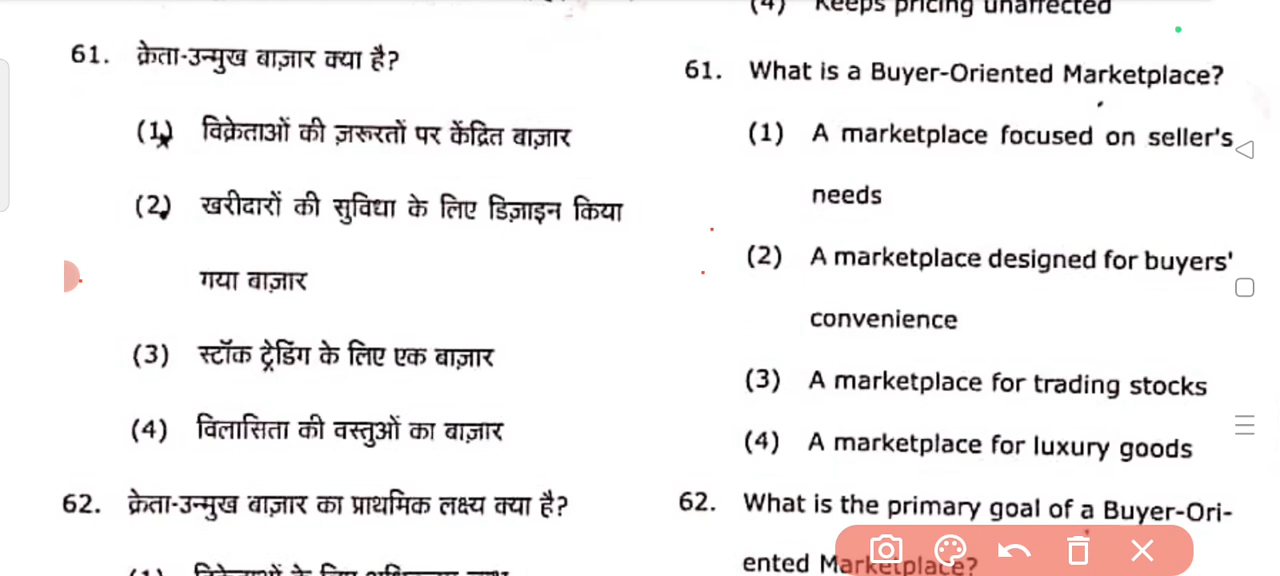 61. क्रेता-उन्मुख बाज़ार क्या है?
(1) विक्रेताओं की ज़रूरतों पर केंद्रित बाज़ार
(2) खरीदारों की सुविधा के लिए डिज़ाइन किया
गया बाज़ार
(3) स्टॉक ट्रेडिंग के लिए एक बाज़ार
(4) विलासिता की वस्तुओं का बाज़ार
62. क्रेता-उन्मुख बाज़ार का प्राथमिक लक्ष्य क्या है?
(4) Keeps pricing unaffected
61. What is a Buyer-Oriented Marketplace?
(1) A marketplace focused on seller's
needs
(2) A marketplace designed for buyers'
convenience
(3) A marketplace for trading stocks
(4) A marketplace for luxury goods
62. What is the primary goal of a Buyer-Ori-
ented Marketplace?